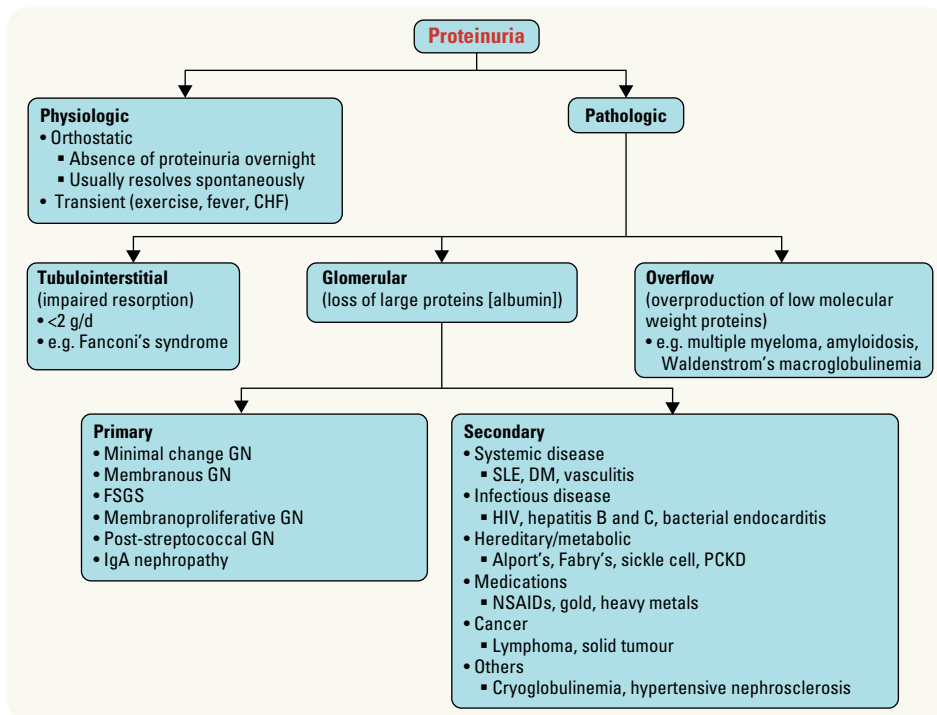 Proteinuria
Physiologic
• Orthostatic
▪ Absence of proteinuria overnight
▪ Usually resolves spontaneously
• Transient (exercise, fever, CHF)
Pathologic
Tubulointerstitial
(impaired resorption)
• <2 g/d
• e.g. Fanconi's syndrome
Glomerular
(loss of large proteins [albumin])
Overflow
(overproduction of low molecular
weight proteins)
• e.g. multiple myeloma, amyloidosis,
Waldenstrom's macroglobulinemia
Primary
• Minimal change GN
• Membranous GN
• FSGS
• Membranoproliferative GN
• Post-streptococal GN
• IgA nephropathy
Secondary
• Systemic disease
▪ SLE, DM, vasculitis
• Infectious disease
▪ HIV, hepatitis B and C, bacterial endocarditis
• Hereditary/metabolic
▪ Alport's, Fabry's, sickle cell, PCKD
• Medications
▪ NSAIDs, gold, heavy metals
• Cancer
▪ Lymphoma, solid tumour
• Others
▪ Cryoglobulinemia, hypertensive nephrosclerosis